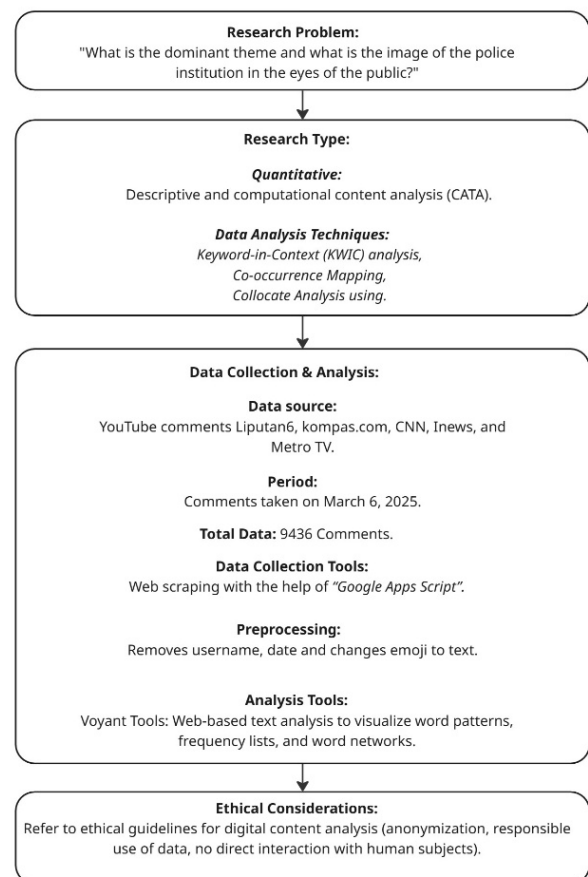 Research Problem:
"What is the dominant theme and what is the image of the police
institution in the eyes of the public?"
Research Type:
Quantitative:
Descriptive and computational content analysis (CATA).
Data Analysis Techniques:
Keyword-in-Context (KWIC) analysis,
Co-occurrence Mapping,
Collocate Analysis using.
Data Collection & Analysis:
Data source:
YouTube comments Liputan6, kompas.com, CNN, Inews, and
Metro TV.
Period:
Comments taken on March 6, 2025.
Total Data: 9436 Comments.
Data Collection Tools:
Web scraping with the help of “Google Apps Script”.
Preprocessing:
Removes username, date and changes emoji to text.
Analysis Tools:
Voyant Tools: Web-based text analysis to visualize word patterns,
frequency lists, and word networks.
Ethical Considerations:
Refer to ethical guidelines for digital content analysis (anonymization, responsible
use of data, no direct interaction with human subjects).